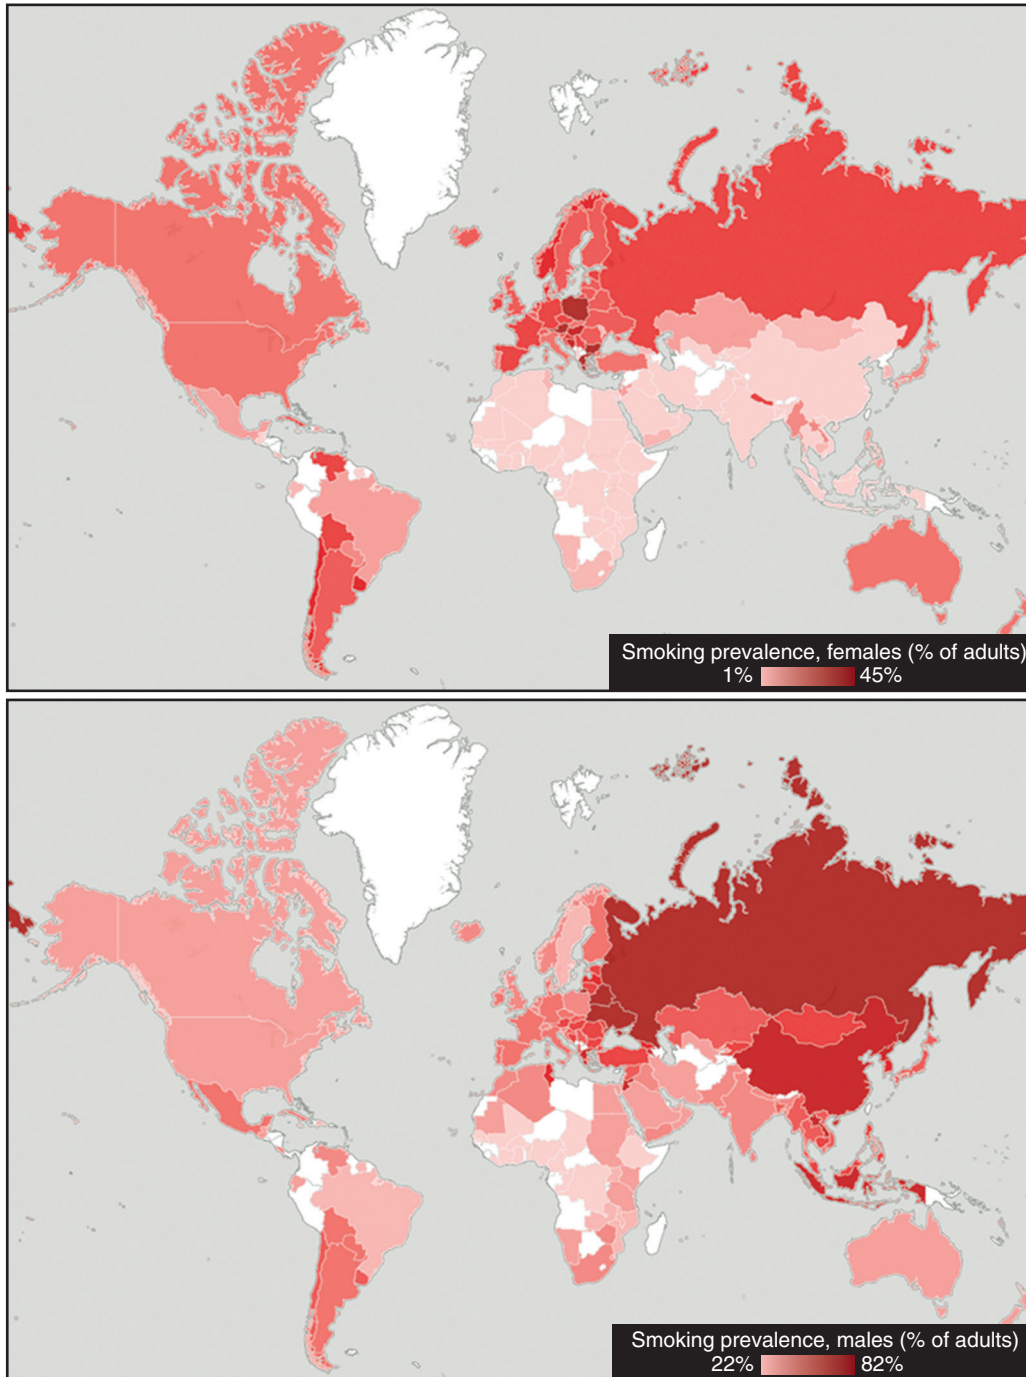 Smoking prevalence, females (% of adults)
1% 45%
Smoking prevalence, males (% of adults)
22% 82%